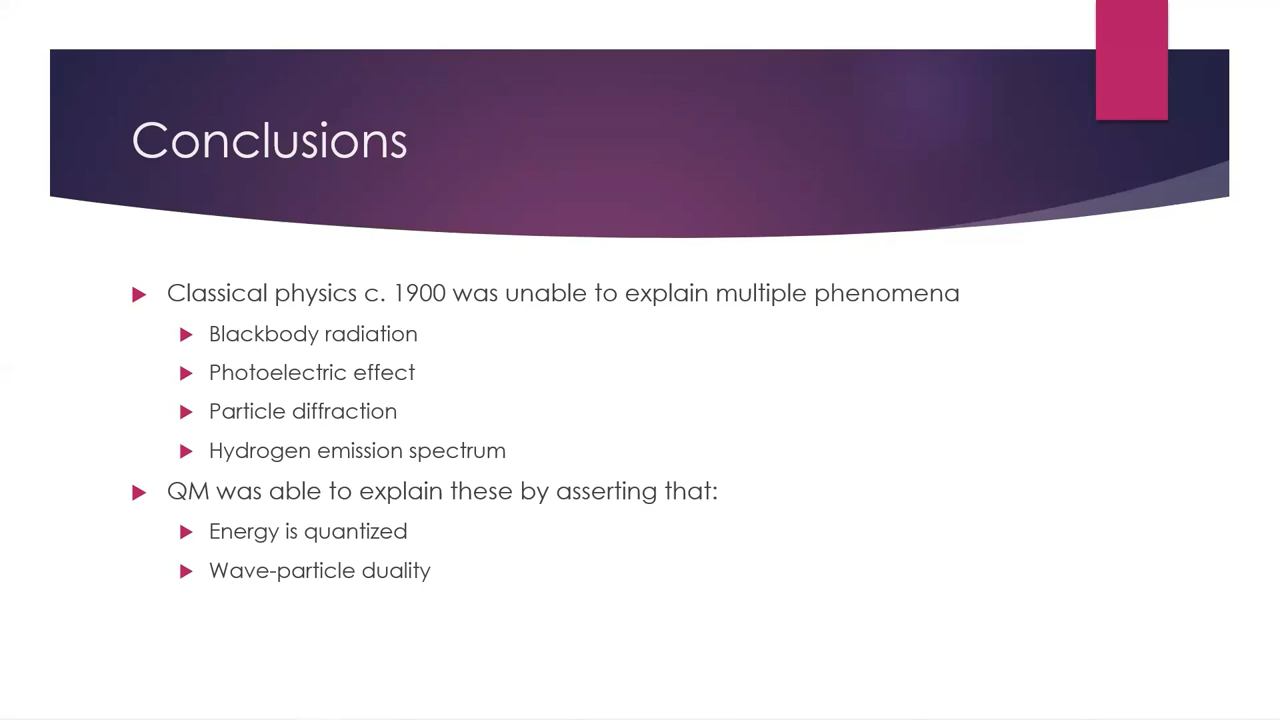 Conclusions
Classical physics c. 1900 was unable to explain multiple phenomena
Blackbody radiation
Photoelectric effect
Particle diffraction
Hydrogen emission spectrum
QM was able to explain these by asserting that:
Energy is quantized
Wave-particle duality